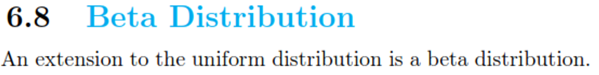 6.8 Beta Distribution
An extension to the uniform distribution is a beta distribution.